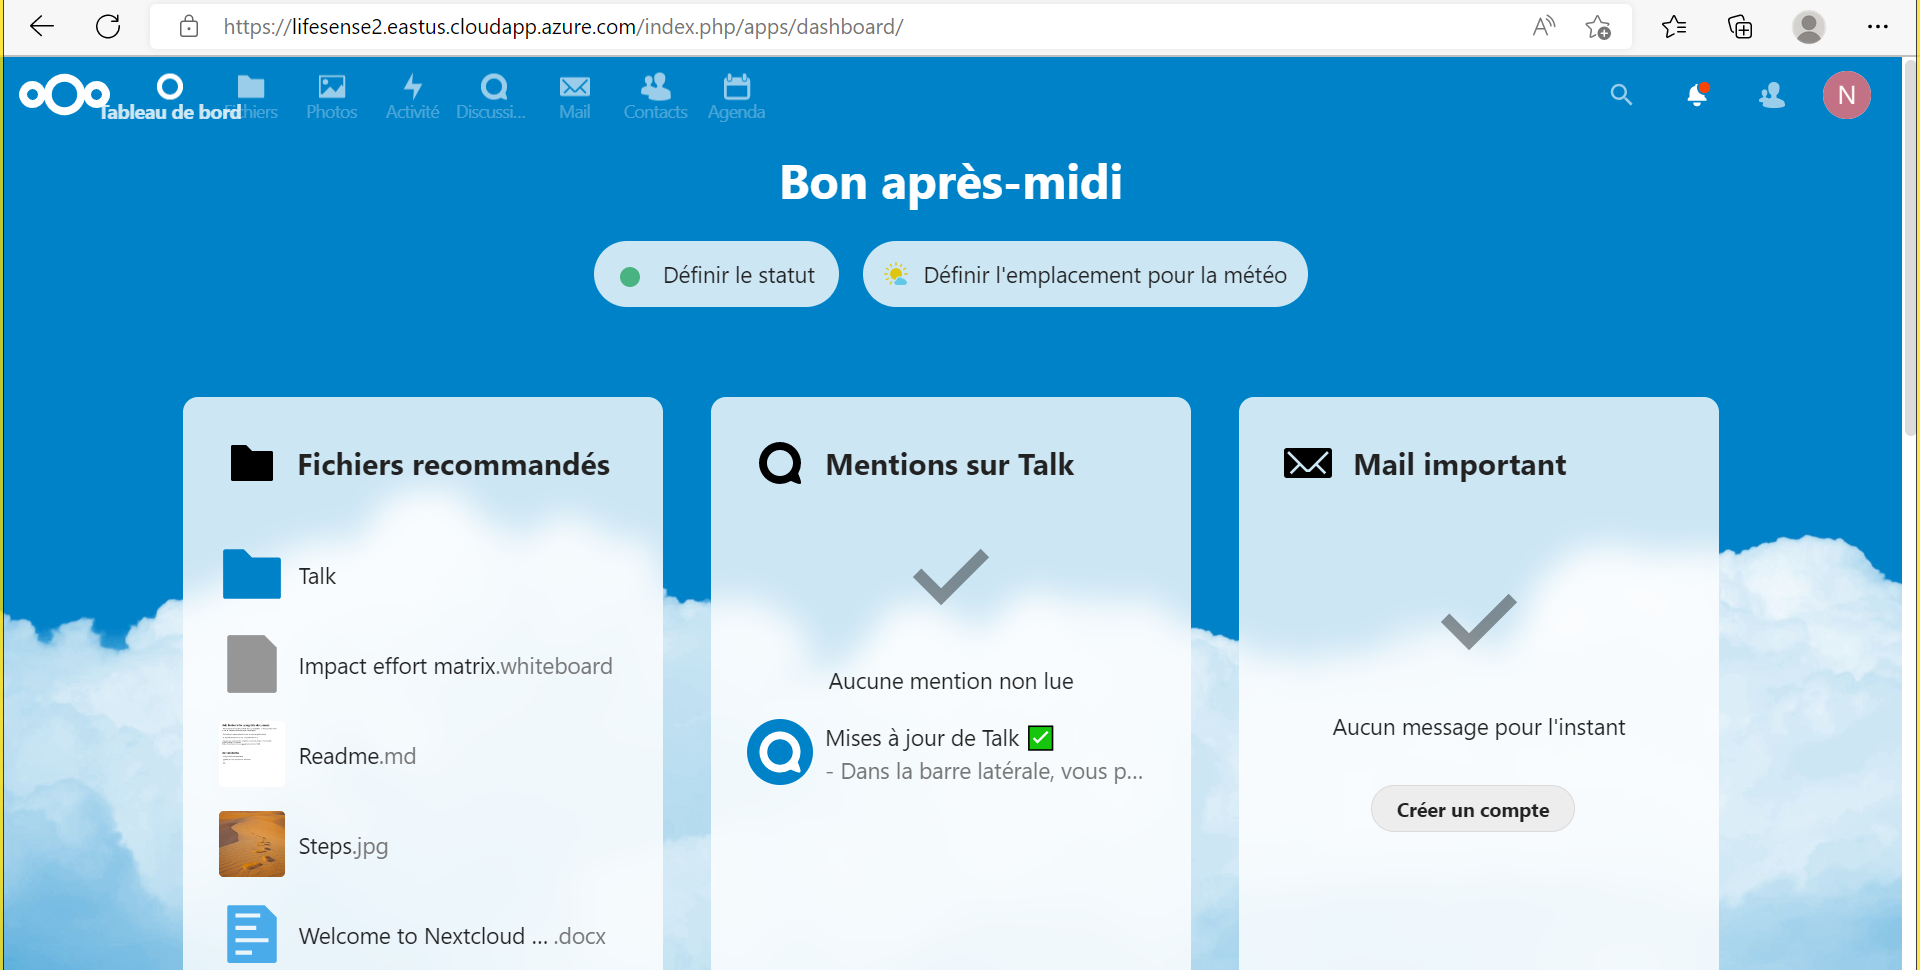 https://lifesense2.eastus.cloudapp.azure.com/index.php/apps/dashboard/
Tableau de bord
Photos
Activité
Discussi...
Mail
Contacts
Agenda
N
Bon après-midi
Définir le statut
Définir l'emplacement pour la météo
Fichiers recommandés
Talk
Impact effort matrix.whiteboard
Readme.md
Steps.jpg
Welcome to Nextcloud ... .docx
Mentions sur Talk
Aucune mention non lue
Mises à jour de Talk ✅
- Dans la barre latérale, vous p...
Mail important
Aucun message pour l'instant
Créer un compte